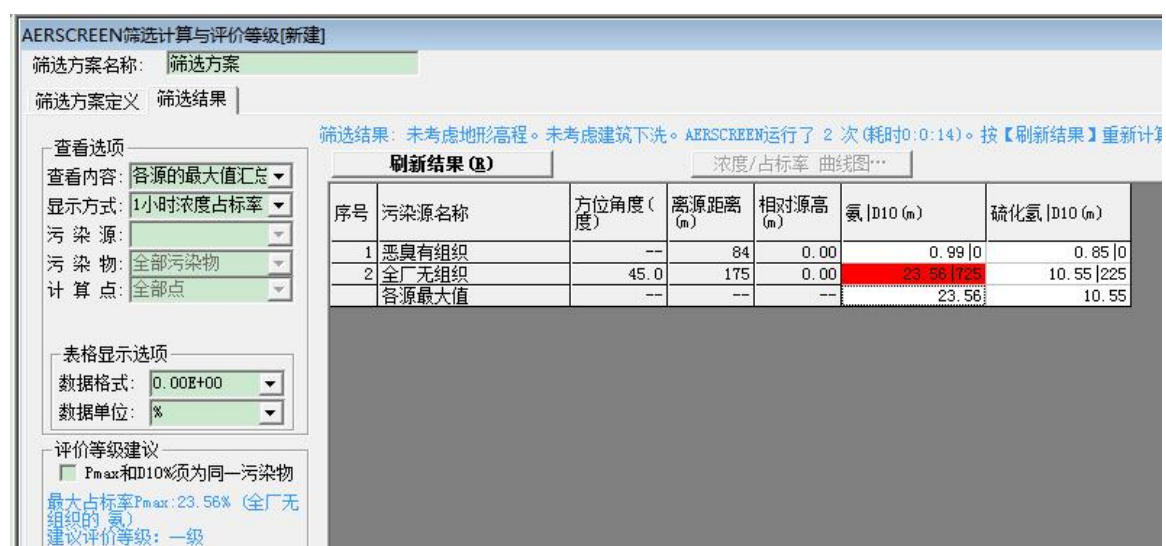 AERSCREEN筛选计算与评价等级[新建]
筛选方案名称: 筛选方案
筛选方案定义 筛选结果
筛选结果: 未考虑地形高程。未考虑建筑下洗。AERSCREEN运行了 2 次(耗时0:0:14)。按【刷新结果】重新计
查看选项
查看内容: 各源的最大值汇总
显示方式: 1小时浓度占标率
污 染 源:
污 染 物: 全部污染物
计 算 点: 全部点
表格显示选项
数据格式: 0.00E+00
数据单位: %
评价等级建议
Pmax和D10%须为同一污染物
最大占标率Pmax:23.56% (全厂无
组织的 氨)
建议评价等级: 一级
刷新结果(R) 浓度/占标率 曲线图…
序号 污染源名称 方位角度(度) 离源距离(m) 相对源高(m) 氨|D10(m) 硫化氢|D10(m)
1 恶臭有组织 -- 84 0.00 0.99|0 0.85|0
2 全厂无组织 45.0 175 0.00 23.56|725 10.55|225
各源最大值 -- -- -- 23.56 10.55